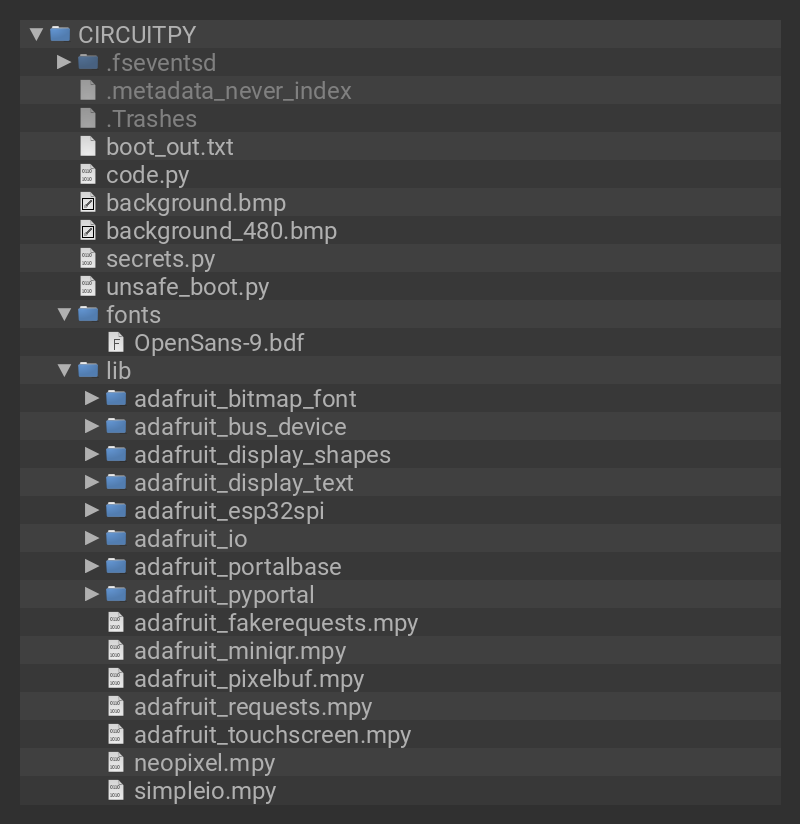 CIRCUITPY
.fseventsd
.metadata_never_index
.Trashes
boot_out.txt
code.py
background.bmp
background_480.bmp
secrets.py
unsafe_boot.py
fonts
OpenSans-9.bdf
lib
adafruit_bitmap_font
adafruit_bus_device
adafruit_display_shapes
adafruit_display_text
adafruit_esp32spi
adafruit_io
adafruit_portalbase
adafruit_pyportal
adafruit_fakerequests.mpy
adafruit_miniqr.mpy
adafruit_pixelbuf.mpy
adafruit_requests.mpy
adafruit_touchscreen.mpy
neopixel.mpy
simpleio.mpy